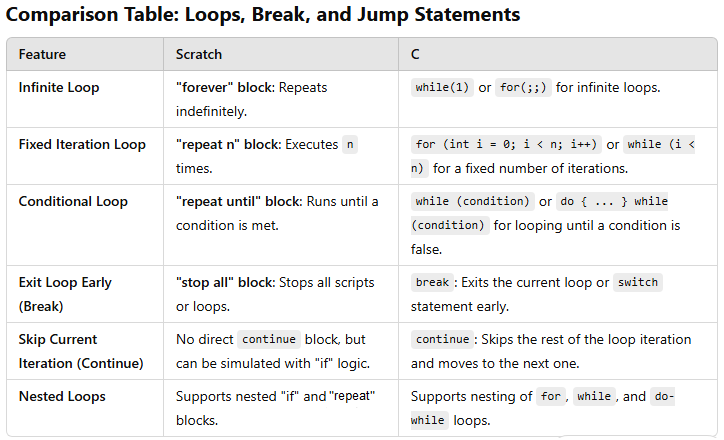 Comparison Table: Loops, Break, and Jump Statements
Feature Scratch C
Infinite Loop "forever" block: Repeats while(1) or for(;;) for infinite loops.
indefinitely.
Fixed Iteration Loop "repeat n" block: Executes n for (int i = 0; i < n; i++) or while (i <
times. n) for a fixed number of iterations.
Conditional Loop "repeat until" block: Runs until a while (condition) or do { ... } while
condition is met. (condition) for looping until a condition is
false.
Exit Loop Early "stop all" block: Stops all scripts break: Exits the current loop or switch
(Break) or loops. statement early.
Skip Current No direct continue block, but continue: Skips the rest of the loop iteration
Iteration (Continue) can be simulated with "if" logic. and moves to the next one.
Nested Loops Supports nested "if" and "repeat" Supports nesting of for, while, and do-
blocks. while loops.